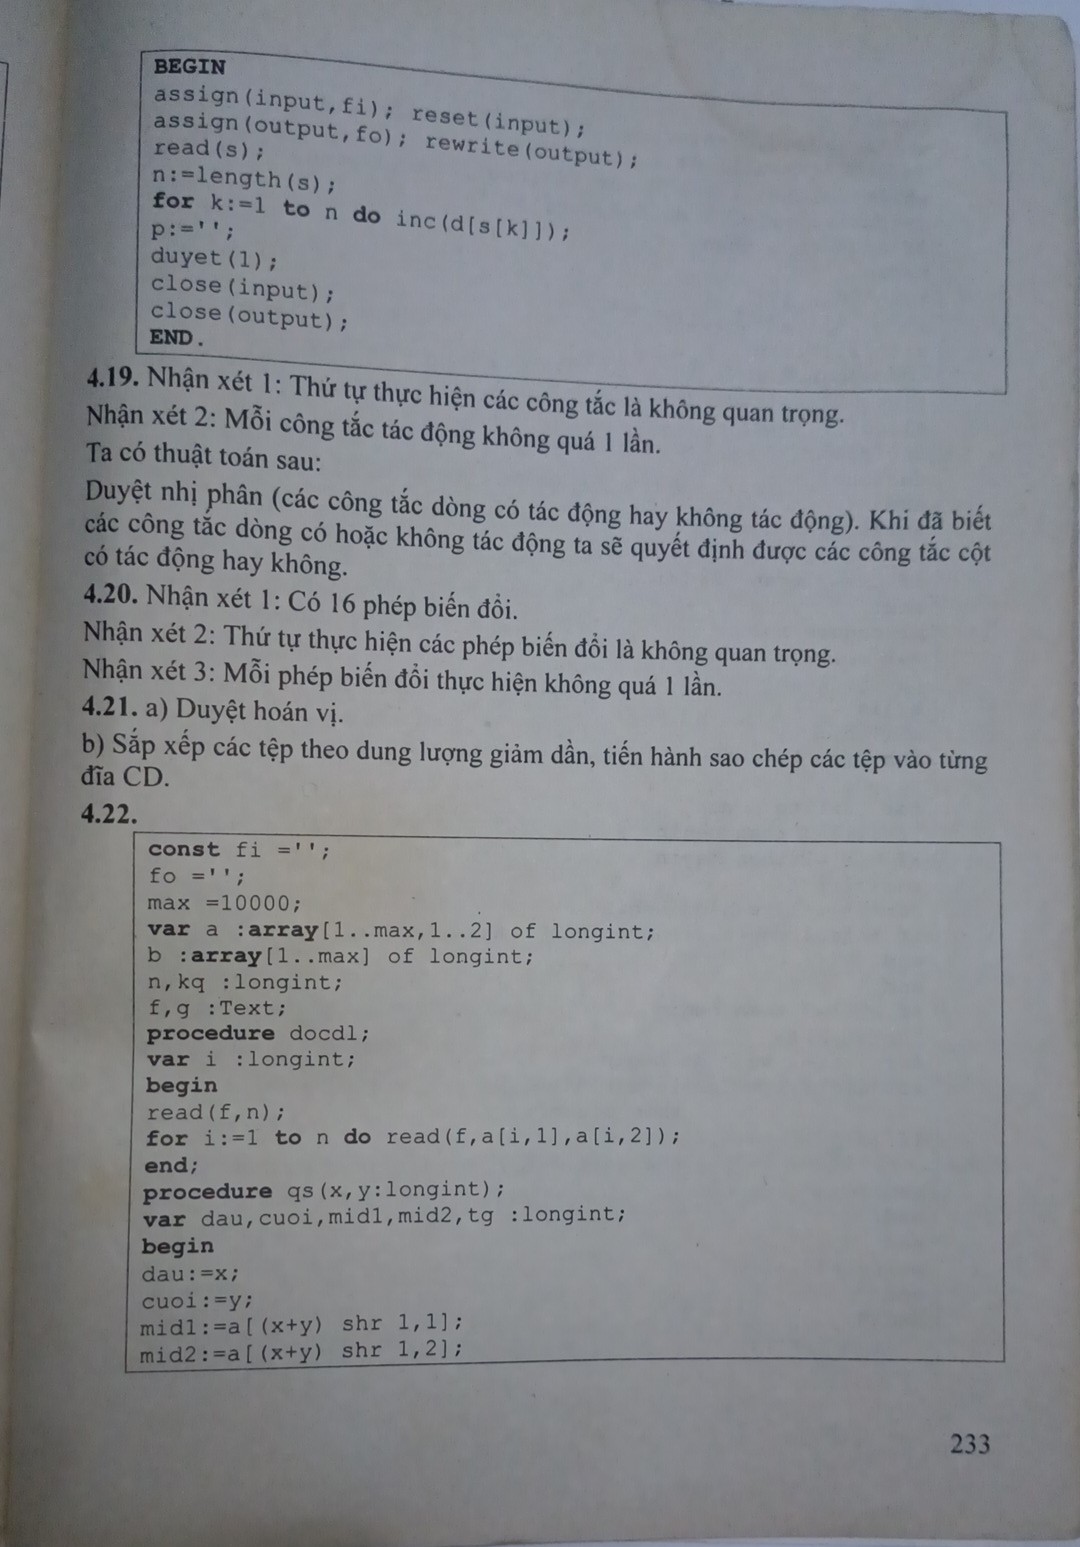 BEGIN
assign(input,fi); reset(input);
assign(output,fo); rewrite(output);
read(s);
n:=length(s);
for k:=1 to n do inc(d[s[k]]);
p:='';
duyet(1);
close(input);
close(output);
END.
4.19. Nhận xét 1: Thứ tự thực hiện các công tắc là không quan trọng.
Nhận xét 2: Mỗi công tắc tác động không quá 1 lần.
Ta có thuật toán sau:
Duyệt nhị phân (các công tắc dòng có tác động hay không tác động). Khi đã biết
các công tắc dòng có hoặc không tác động ta sẽ quyết định được các công tắc cột
có tác động hay không.
4.20. Nhận xét 1: Có 16 phép biến đổi.
Nhận xét 2: Thứ tự thực hiện các phép biến đổi là không quan trọng.
Nhận xét 3: Mỗi phép biến đổi thực hiện không quá 1 lần.
4.21. a) Duyệt hoán vị.
b) Sắp xếp các tệp theo dung lượng giảm dần, tiến hành sao chép các tệp vào từng
đĩa CD.
4.22.
const fi ='';
fo ='';
max =10000;
var a :array[1..max,1..2] of longint;
b :array[1..max] of longint;
n,kq :longint;
f,g :Text;
procedure docdl;
var i :longint;
begin
read(f,n);
for i:=1 to n do read(f,a[i,1],a[i,2]);
end;
procedure qs(x,y:longint);
var dau,cuoi,mid1,mid2,tg :longint;
begin
dau:=x;
cuoi:=y;
mid1:=a[(x+y) shr 1,1];
mid2:=a[(x+y) shr 1,2];
233